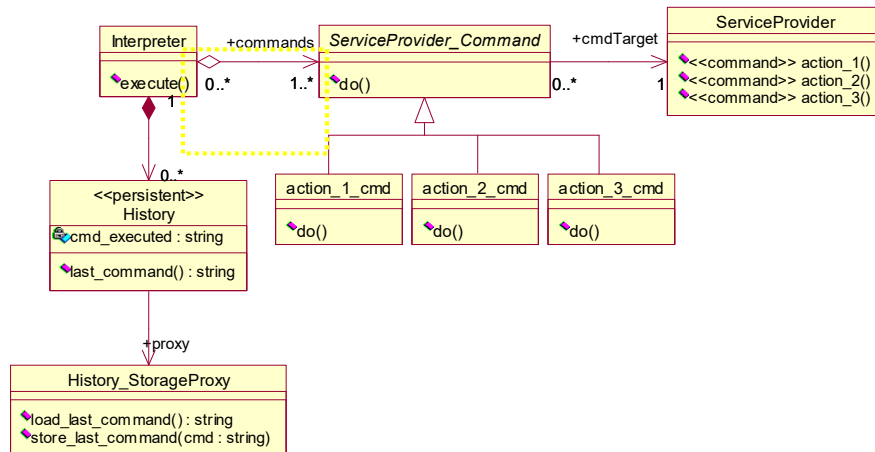 Interpreter
execute()
+commands
0..*
1..*
ServiceProvider_Command
do()
+cmdTarget
0..*
1
ServiceProvider
<<command>> action_1()
<<command>> action_2()
<<command>> action_3()
1
0..*
<<persistent>>
History
cmd_executed : string
last_command() : string
action_1_cmd
do()
action_2_cmd
do()
action_3_cmd
do()
+proxy
History_StorageProxy
load_last_command() : string
store_last_command(cmd : string)